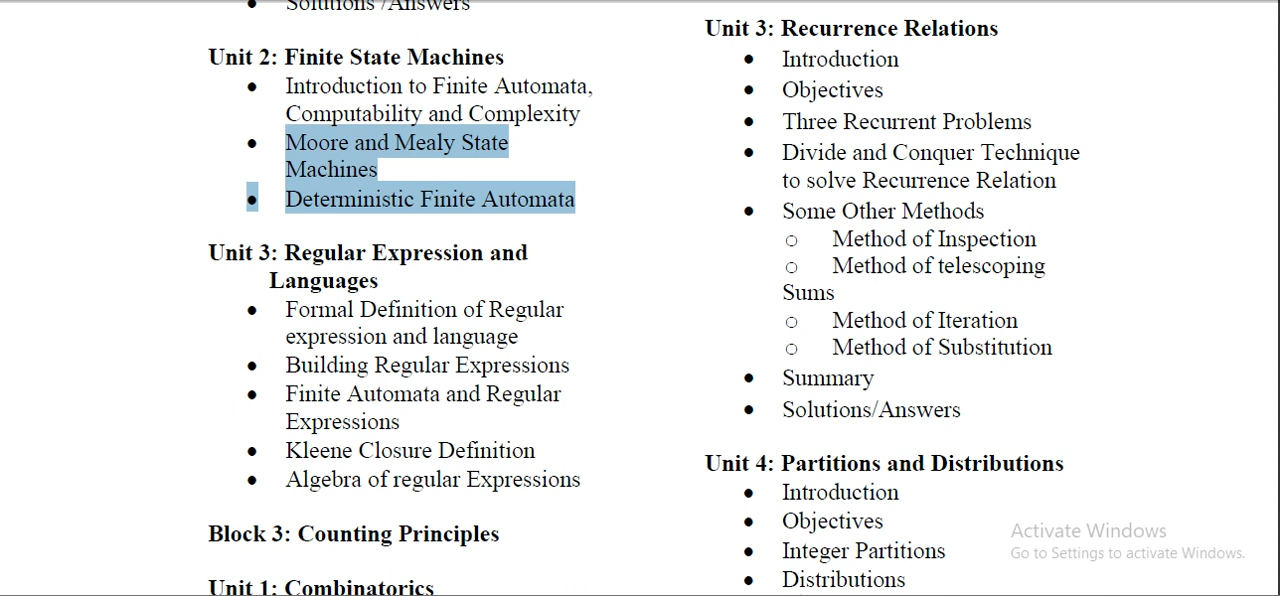 • Solutions /Answers
Unit 2: Finite State Machines
• Introduction to Finite Automata,
Computability and Complexity
• Moore and Mealy State
Machines
• Deterministic Finite Automata
Unit 3: Regular Expression and
Languages
• Formal Definition of Regular
expression and language
• Building Regular Expressions
• Finite Automata and Regular
Expressions
• Kleene Closure Definition
• Algebra of regular Expressions
Block 3: Counting Principles
Unit 1: Combinatorics
Unit 3: Recurrence Relations
• Introduction
• Objectives
• Three Recurrent Problems
• Divide and Conquer Technique
to solve Recurrence Relation
• Some Other Methods
○ Method of Inspection
○ Method of telescoping
Sums
○ Method of Iteration
○ Method of Substitution
• Summary
• Solutions/Answers
Unit 4: Partitions and Distributions
• Introduction
• Objectives
• Integer Partitions
• Distributions
Activate Windows
Go to Settings to activate Windows.